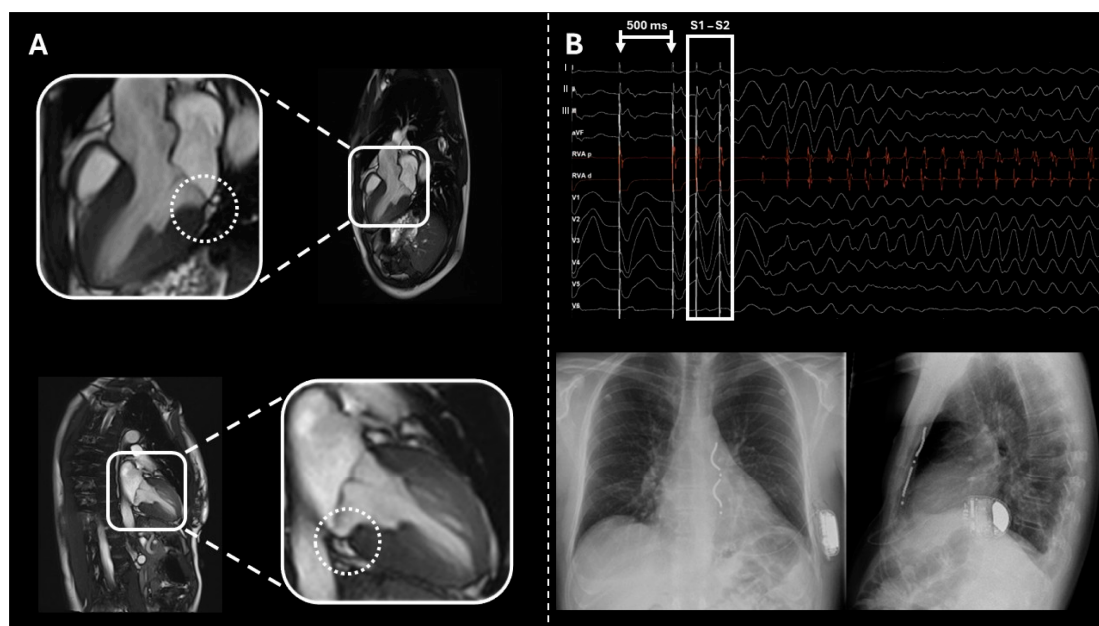 A
B
500 ms
S1 – S2
I
II
III
aVF
RVA p
RVA d
V1
V2
V3
V4
V5
V6